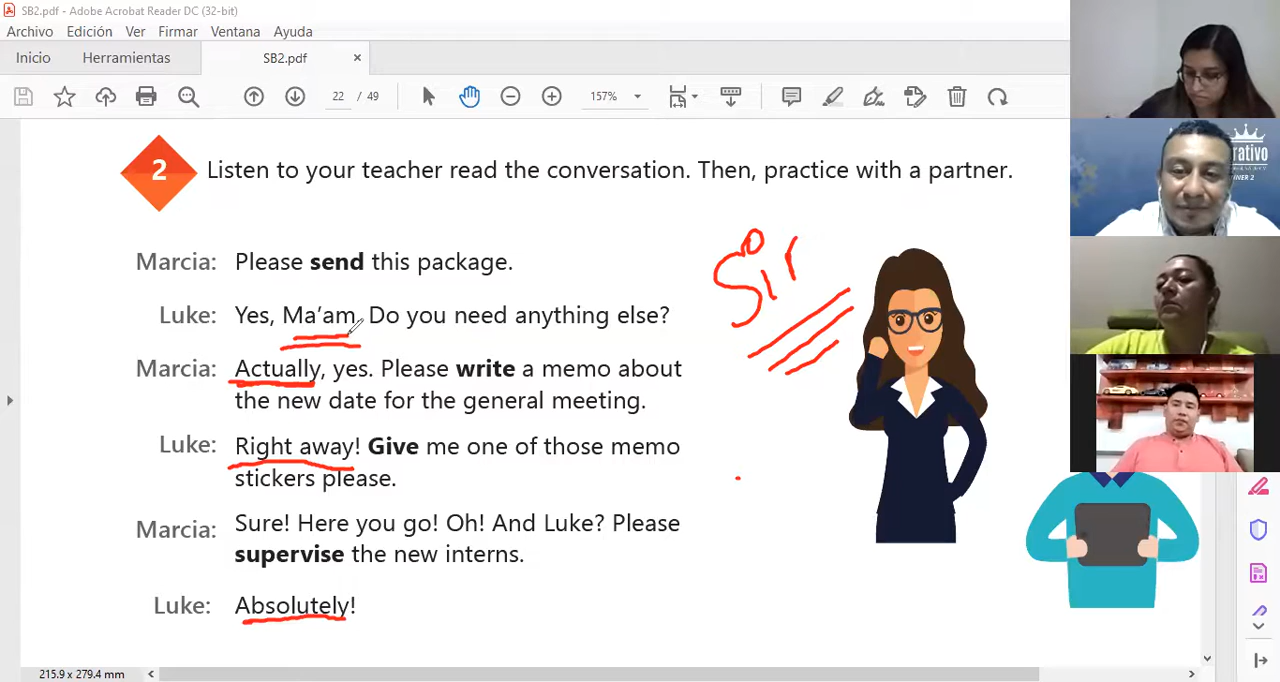 SB2.pdf - Adobe Acrobat Reader DC (32-bit)
Archivo Edición Ver Firmar Ventana Ayuda
Inicio Herramientas SB2.pdf ×
22 / 49 157%
2 Listen to your teacher read the conversation. Then, practice with a partner.
Marcia: Please send this package.
Luke: Yes, Ma'am. Do you need anything else?
Marcia: Actually, yes. Please write a memo about
the new date for the general meeting.
Luke: Right away! Give me one of those memo
stickers please.
Marcia: Sure! Here you go! Oh! And Luke? Please
supervise the new interns.
Luke: Absolutely!
Sir
rativo
215.9 x 279.4 mm